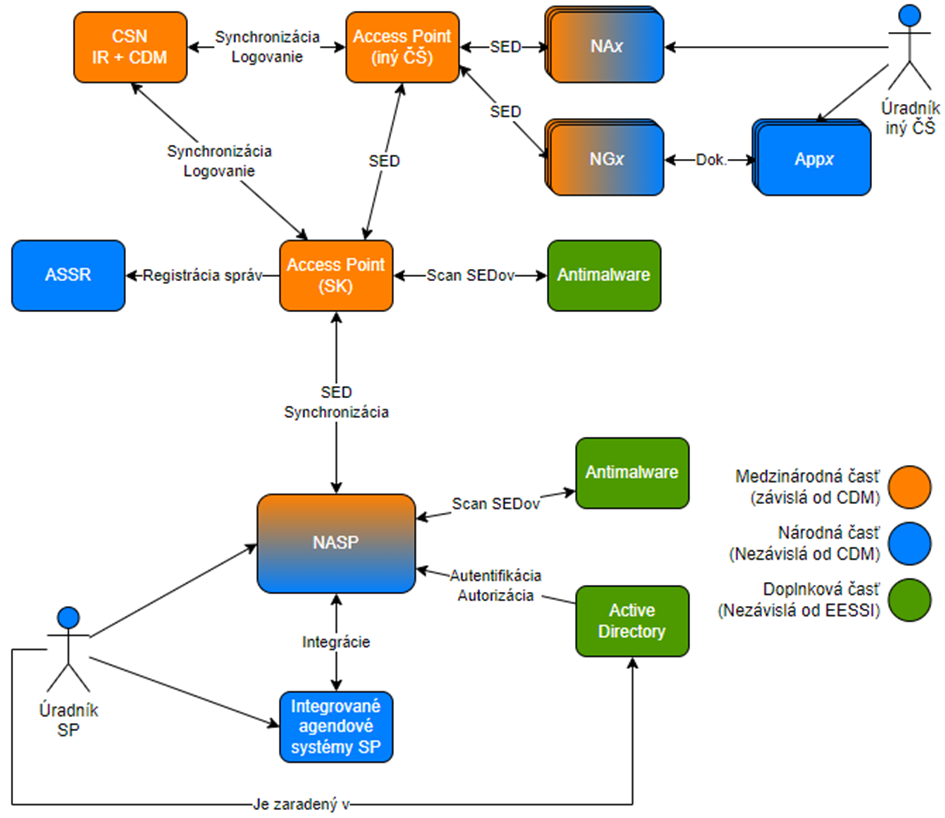 CSN
IR + CDM
Synchronizácia
Logovanie
Access Point
(iný ČŠ)
SED
NAx
Úradník
iný ČŠ
SED
NGx
Dok.
Appx
Synchronizácia
Logovanie
SED
ASSR
Registrácia správ
Access Point
(SK)
Scan SEDov
Antimalware
SED
Synchronizácia
NASP
Scan SEDov
Antimalware
Autentifikácia
Autorizácia
Active
Directory
Medzinárodná časť
(závislá od CDM)
Národná časť
(Nezávislá od CDM)
Doplnková časť
(Nezávislá od EESSI)
Integrácie
Úradník
SP
Integrované
agendové
systémy SP
Je zaradený v